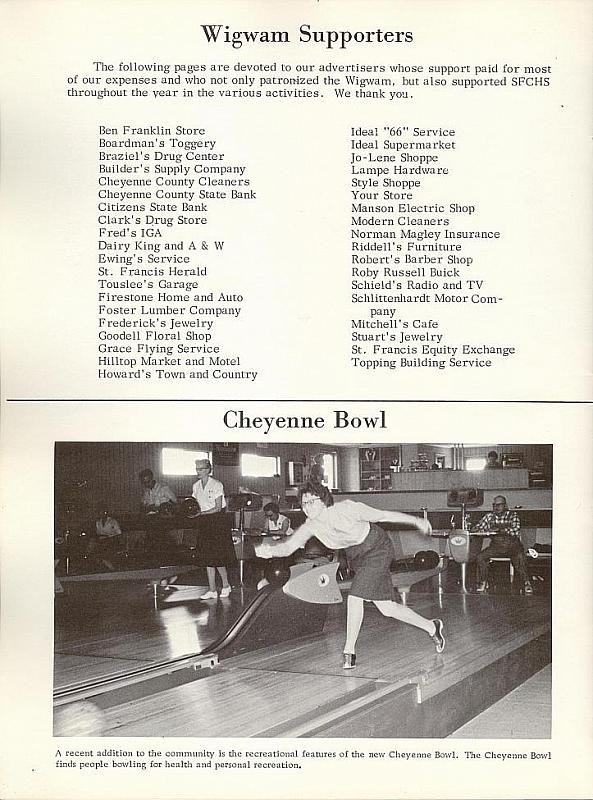 Wigwam Supporters
The following pages are devoted to our advertisers whose support paid for most
of our expenses and who not only patronized the Wigwam, but also supported SFCHS
throughout the year in the various activities. We thank you.
Ben Franklin Store
Boardman's Toggery
Braziel's Drug Center
Builder's Supply Company
Cheyenne County Cleaners
Cheyenne County State Bank
Citizens State Bank
Clark's Drug Store
Fred's IGA
Dairy King and A & W
Ewing's Service
St. Francis Herald
Touslee's Garage
Firestone Home and Auto
Foster Lumber Company
Frederick's Jewelry
Goodell Floral Shop
Grace Flying Service
Hilltop Market and Motel
Howard's Town and Country
Ideal "66" Service
Ideal Supermarket
Jo-Lene Shoppe
Lampe Hardware
Style Shoppe
Your Store
Manson Electric Shop
Modern Cleaners
Norman Magley Insurance
Riddell's Furniture
Robert's Barber Shop
Roby Russell Buick
Schield's Radio and TV
Schlittenhardt Motor Com-
pany
Mitchell's Cafe
Stuart's Jewelry
St. Francis Equity Exchange
Topping Building Service
Cheyenne Bowl
A recent addition to the community is the recreational features of the new Cheyenne Bowl. The Cheyenne Bowl
finds people bowling for health and personal recreation.